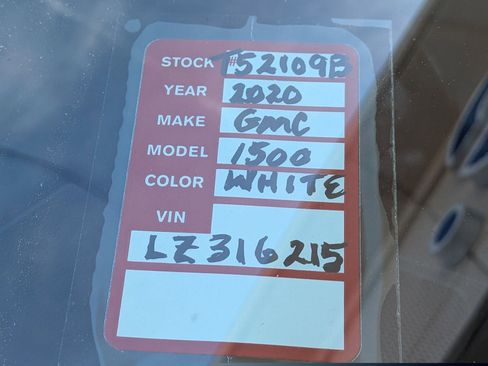 STOCK # T52109B
YEAR 2020
MAKE GMC
MODEL 1500
COLOR WHITE
VIN
LZ316215